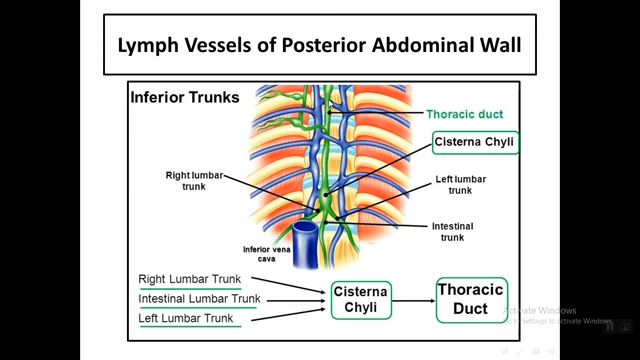 Lymph Vessels of Posterior Abdominal Wall
Inferior Trunks
Thoracic duct
Cisterna Chyli
Right lumbar
trunk
Left lumbar
trunk
Intestinal
trunk
Inferior vena
cava
Right Lumbar Trunk
Intestinal Lumbar Trunk
Left Lumbar Trunk
Cisterna
Chyli
Thoracic
Duct
Activate Windows
Go to Settings to activate Windows.